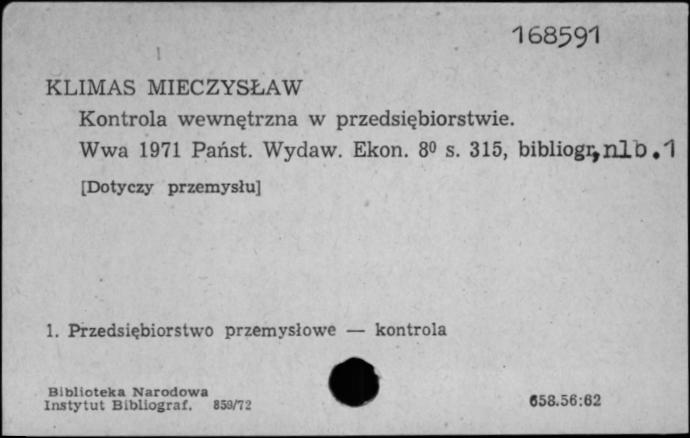 168591
KLIMAS MIECZYSŁAW
Kontrola wewnętrzna w przedsiębiorstwie.
Wwa 1971 Państ. Wydaw. Ekon. 8⁰ s. 315, bibliogr, nlb. 1
[Dotyczy przemysłu]
1. Przedsiębiorstwo przemysłowe — kontrola
Biblioteka Narodowa
Instytut Bibliograf. 859/72
658.56:62